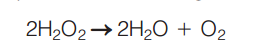 2H₂O₂ → 2H₂O + O₂